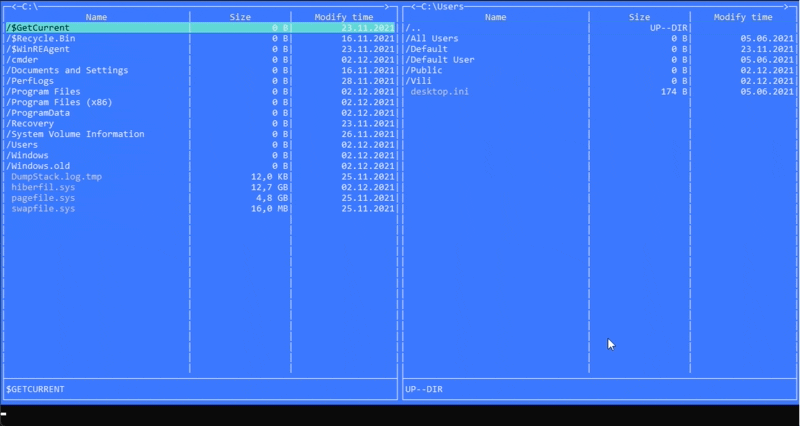 <-C:\ >
Name Size Modify time
/$GetCurrent 0 B 23.11.2021
/$Recycle.Bin 0 B 16.11.2021
/$WinREAgent 0 B 23.11.2021
/cmder 0 B 02.12.2021
/Documents and Settings 0 B 16.11.2021
/PerfLogs 0 B 28.11.2021
/Program Files 0 B 02.12.2021
/Program Files (x86) 0 B 02.12.2021
/ProgramData 0 B 02.12.2021
/Recovery 0 B 23.11.2021
/System Volume Information 0 B 26.11.2021
/Users 0 B 02.12.2021
/Windows 0 B 02.12.2021
/Windows.old 0 B 02.12.2021
DumpStack.log.tmp 12,0 KB 25.11.2021
hiberfil.sys 12,7 GB 02.12.2021
pagefile.sys 4,8 GB 25.11.2021
swapfile.sys 16,0 MB 25.11.2021
$GETCURRENT
<-C:\Users >
Name Size Modify time
/.. UP--DIR
/All Users 0 B 05.06.2021
/Default 0 B 23.11.2021
/Default User 0 B 05.06.2021
/Public 0 B 02.12.2021
/Vili 0 B 02.12.2021
desktop.ini 174 B 05.06.2021
UP--DIR